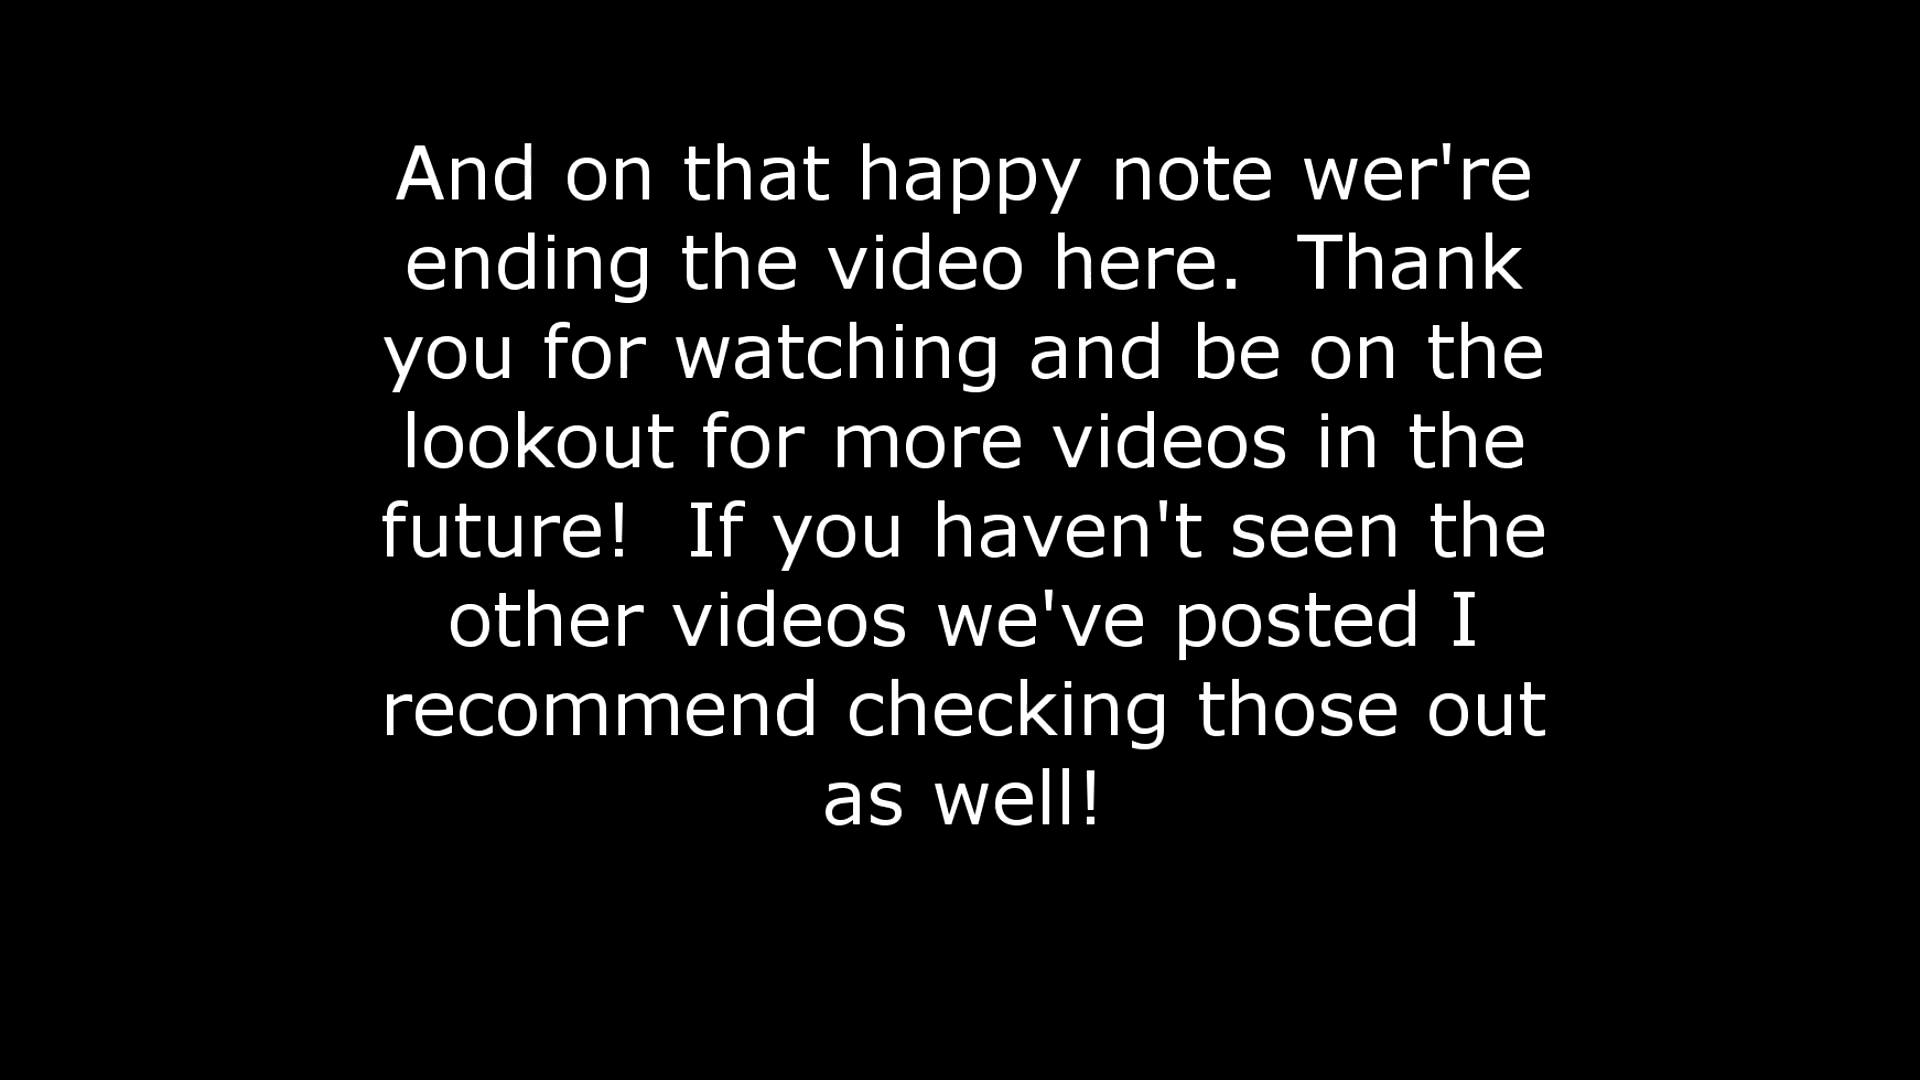 And on that happy note wer're
ending the video here.  Thank
you for watching and be on the
lookout for more videos in the
future!  If you haven't seen the
other videos we've posted I
recommend checking those out
as well!